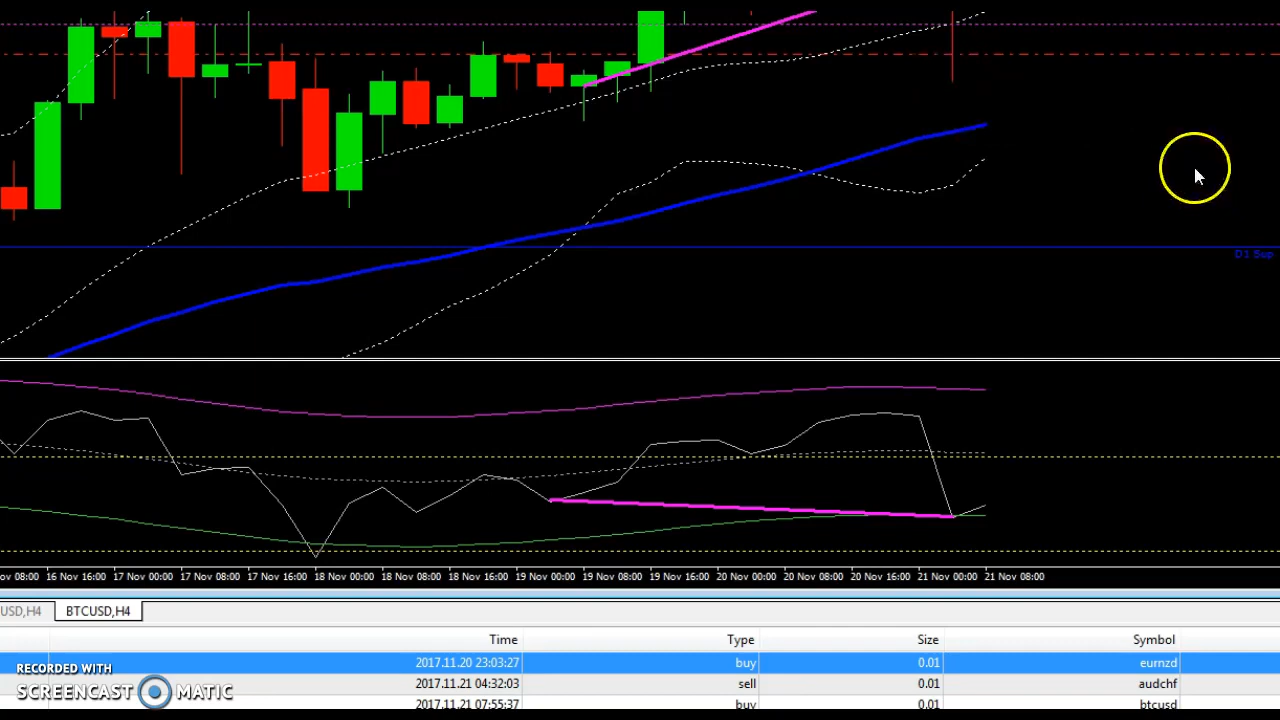 D1 Sup
ov 08:00 16 Nov 16:00 17 Nov 00:00 17 Nov 08:00 17 Nov 16:00 18 Nov 00:00 18 Nov 08:00 18 Nov 16:00 19 Nov 00:00 19 Nov 08:00 19 Nov 16:00 20 Nov 00:00 20 Nov 08:00 20 Nov 16:00 21 Nov 00:00 21 Nov 08:00
USD,H4 BTCUSD,H4
Time Type Size Symbol
2017.11.20 23:03:27 buy 0.01 eurnzd
2017.11.21 04:32:03 sell 0.01 audchf
2017.11.21 07:55:37 buy 0.01 btcusd
RECORDED WITH
SCREENCAST MATIC